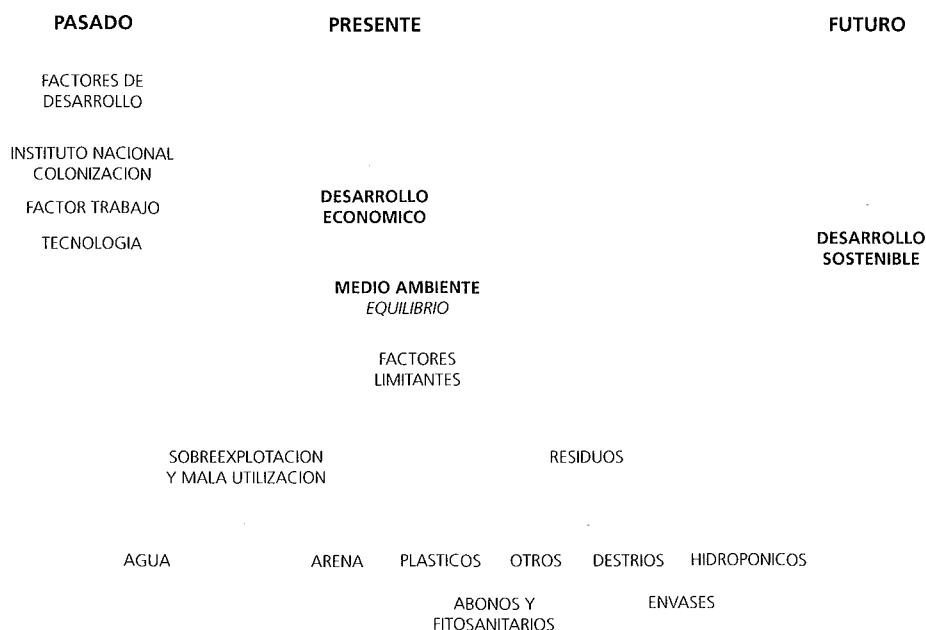 PASADO PRESENTE FUTURO
FACTORES DE
DESARROLLO
INSTITUTO NACIONAL
COLONIZACION
FACTOR TRABAJO
TECNOLOGIA
DESARROLLO
ECONOMICO
DESARROLLO
SOSTENIBLE
MEDIO AMBIENTE
EQUILIBRIO
FACTORES
LIMITANTES
SOBREEXPLOTACION
Y MALA UTILIZACION
RESIDUOS
AGUA ARENA PLASTICOS OTROS DESTRIOS HIDROPONICOS
ABONOS Y
FITOSANITARIOS
ENVASES